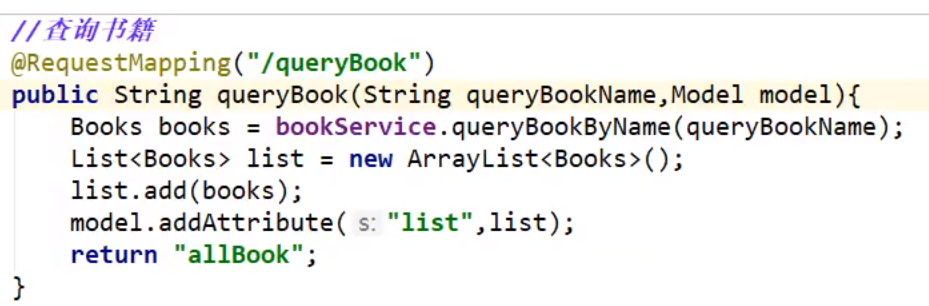 //查询书籍
@RequestMapping("/queryBook")
public String queryBook(String queryBookName,Model model){
    Books books = bookService.queryBookByName(queryBookName);
    List<Books> list = new ArrayList<Books>();
    list.add(books);
    model.addAttribute( s: "list",list);
    return "allBook";
}